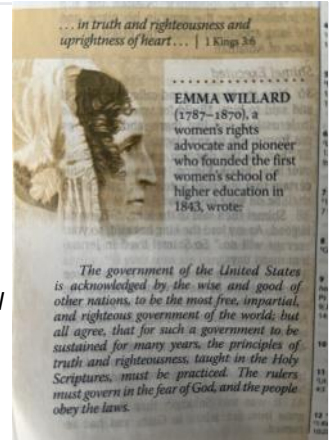 ... in truth and righteousness and
uprightness of heart ... | 1 Kings 3:6
EMMA WILLARD
(1787–1870), a
women's rights
advocate and pioneer
who founded the first
women's school of
higher education in
1843, wrote:
The government of the United States
is acknowledged by the wise and good of
other nations, to be the most free, impartial,
and righteous government of the world; but
all agree, that for such a government to be
sustained for many years, the principles of
truth and righteousness, taught in the Holy
Scriptures, must be practiced. The rulers
must govern in the fear of God, and the people
obey the laws.